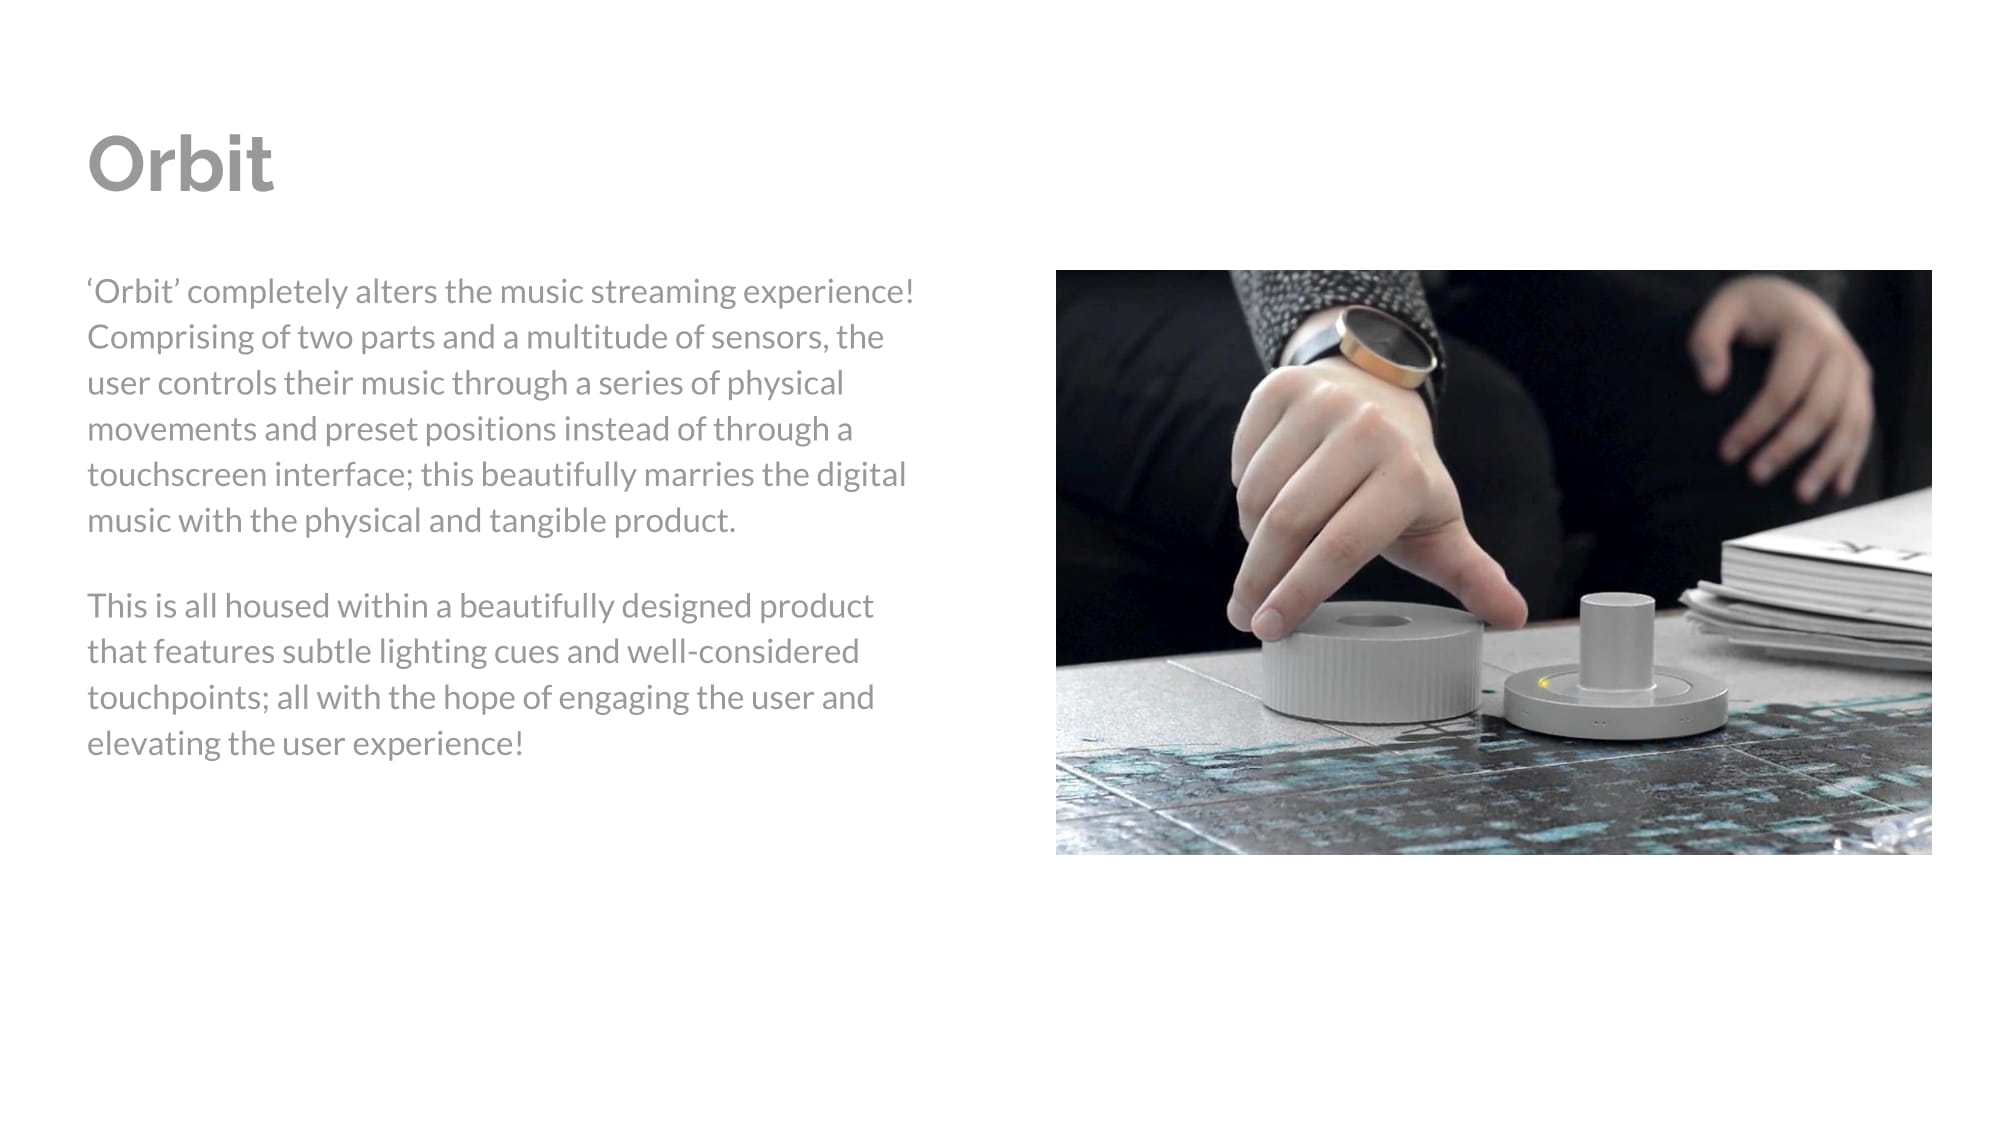 Orbit
‘Orbit’ completely alters the music streaming experience!
Comprising of two parts and a multitude of sensors, the
user controls their music through a series of physical
movements and preset positions instead of through a
touchscreen interface; this beautifully marries the digital
music with the physical and tangible product.
This is all housed within a beautifully designed product
that features subtle lighting cues and well-considered
touchpoints; all with the hope of engaging the user and
elevating the user experience!